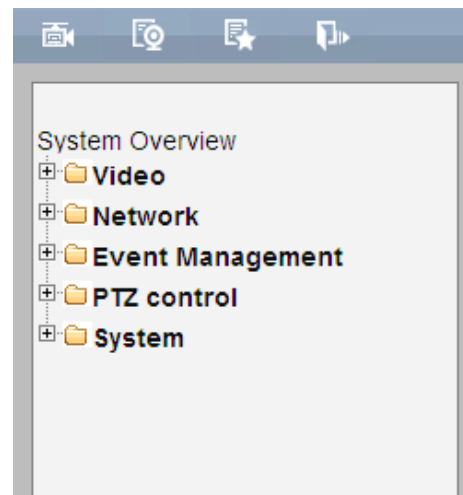 System Overview
Video
Network
Event Management
PTZ control
System